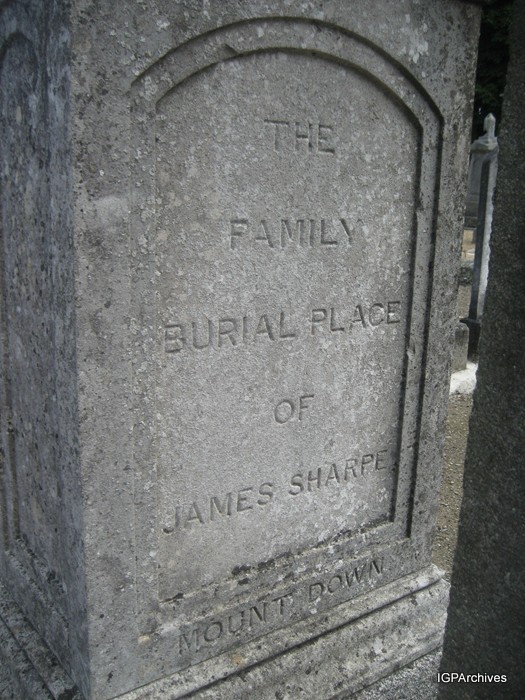 THE
FAMILY
BURIAL PLACE
OF
JAMES SHARPE
MOUNT. DOWN
IGPArchives